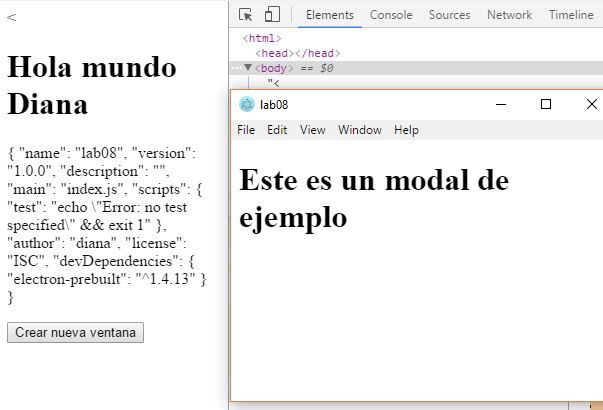 <
Hola mundo
Diana
{ "name": "lab08", "version":
"1.0.0", "description": "",
"main": "index.js", "scripts": {
"test": "echo \"Error: no test
specified\" && exit 1" },
"author": "diana", "license":
"ISC", "devDependencies": {
"electron-prebuilt": "^1.4.13" }
}
Crear nueva ventana
Elements Console Sources Network Timeline
<html>
<head></head>
…▼<body> == $0
"<
lab08
File Edit View Window Help
Este es un modal de
ejemplo